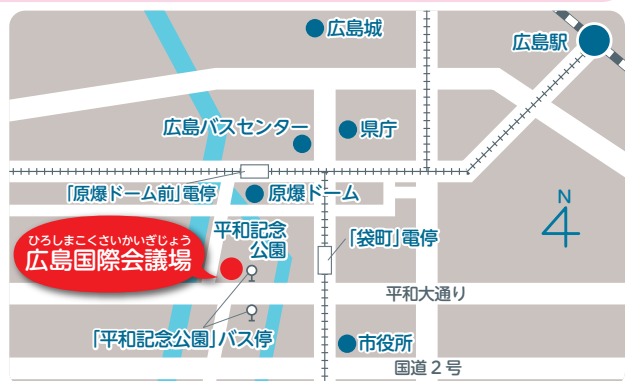 広島城
広島駅
広島バスセンター
県庁
「原爆ドーム前」電停
原爆ドーム
N
ひろしまこくさいかいぎじょう
広島国際会議場
平和記念
公園
「袋町」電停
平和大通り
「平和記念公園」バス停
市役所
国道2号